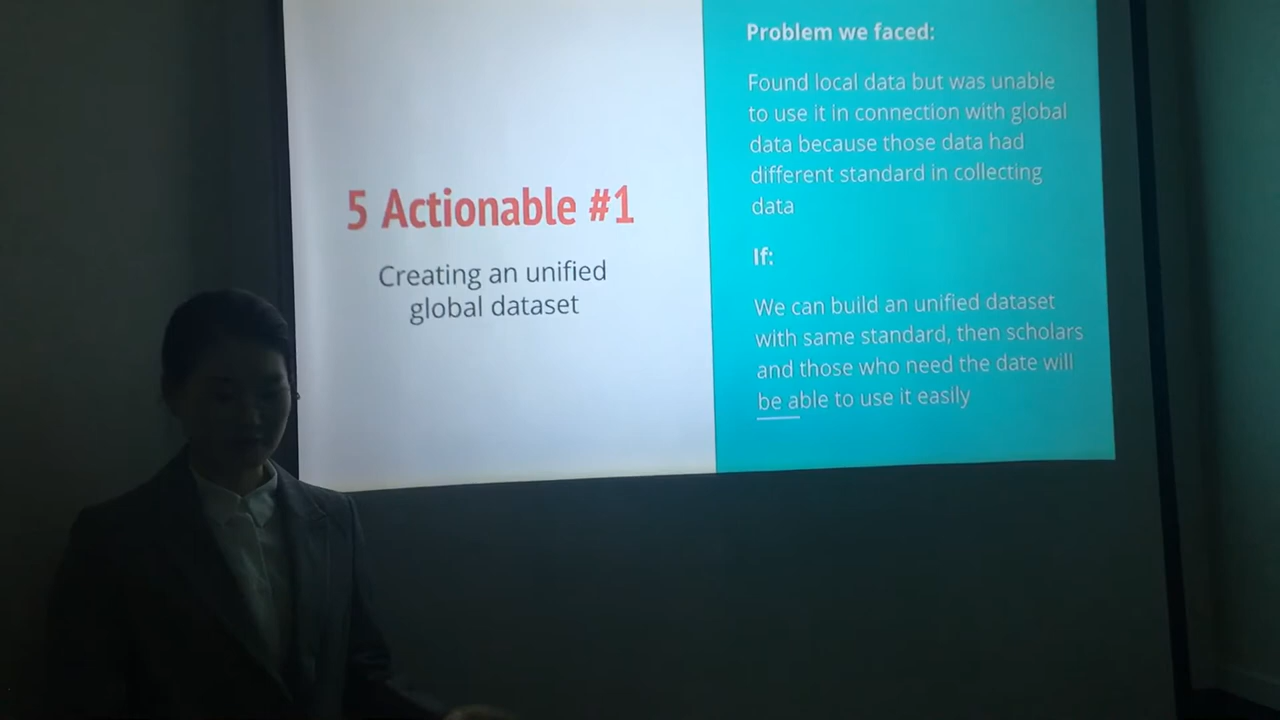 5 Actionable #1
Creating an unified
global dataset
Problem we faced:
Found local data but was unable
to use it in connection with global
data because those data had
different standard in collecting
data
If:
We can build an unified dataset
with same standard, then scholars
and those who need the date will
be able to use it easily